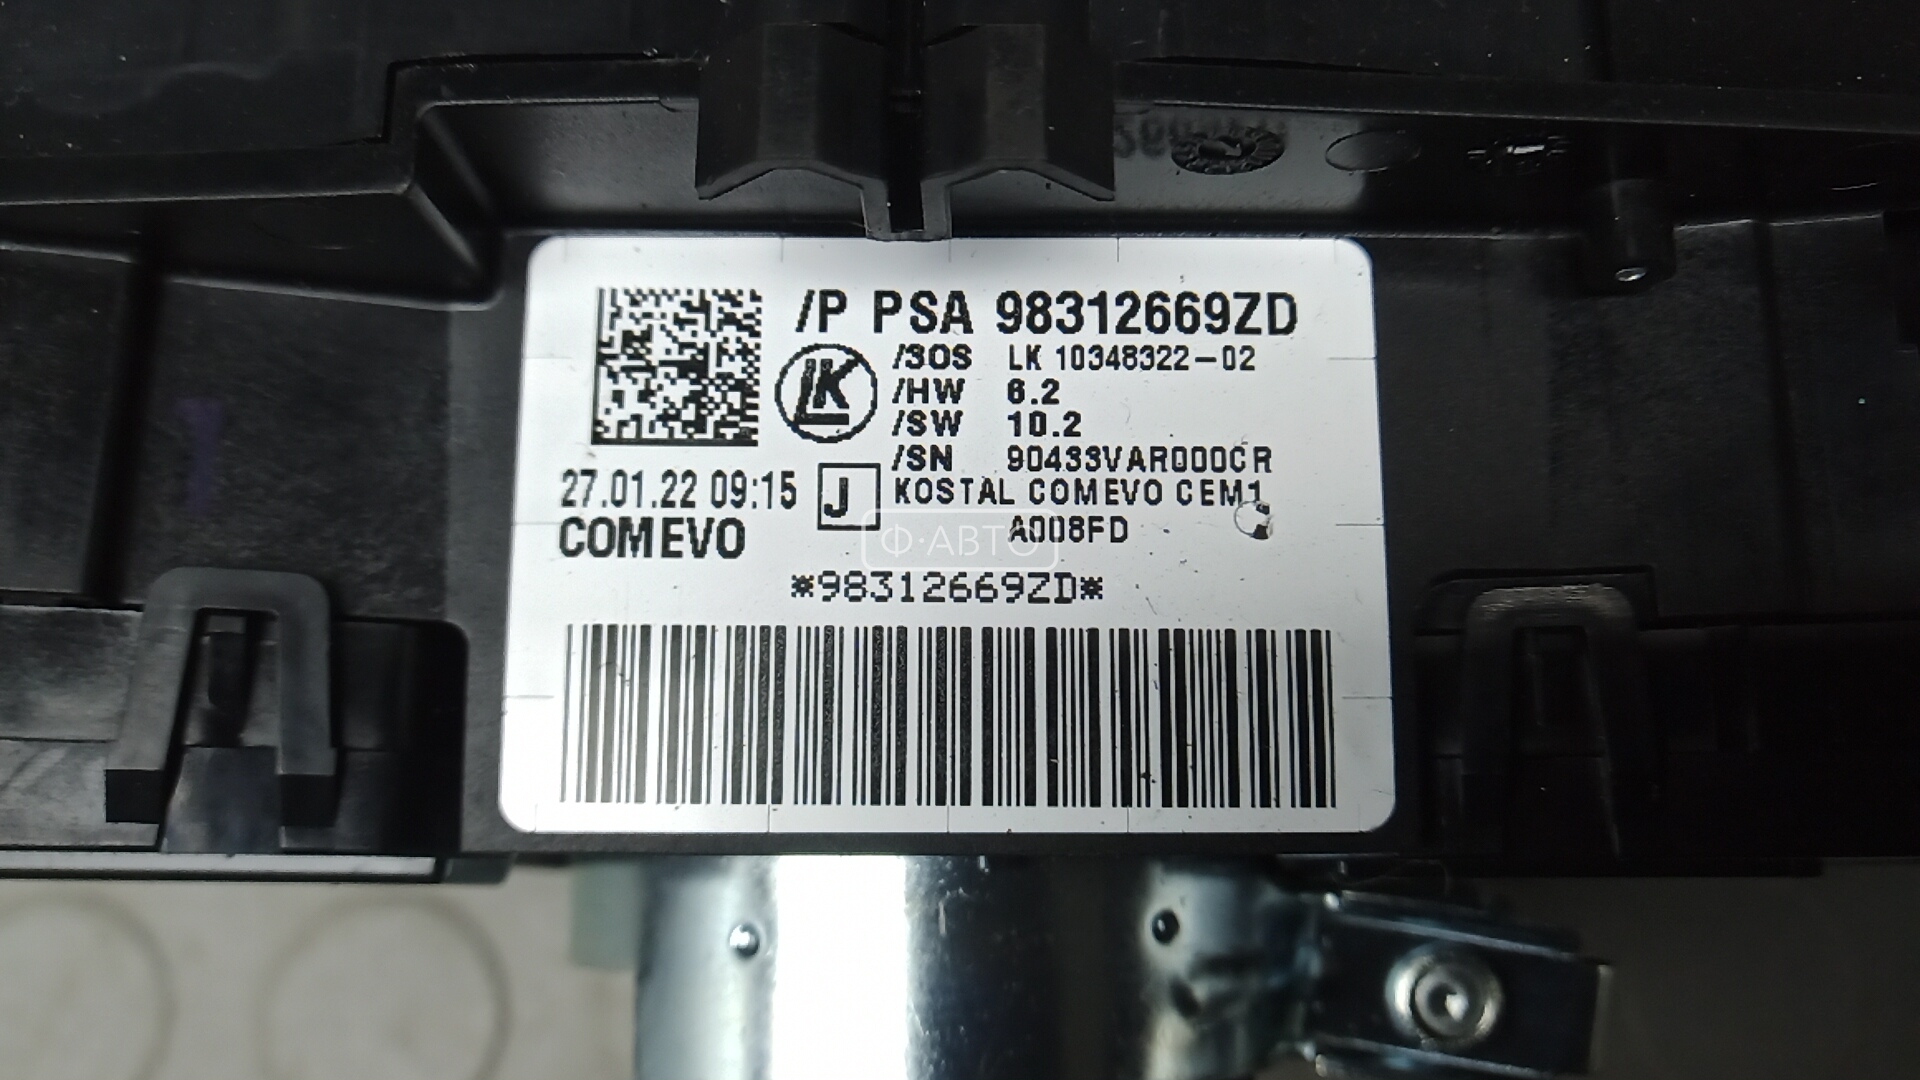 /P PSA 98312669ZD
/3OS LK 10348322-02
LK
/HW 6.2
/SW 10.2
/SN 90433VAR000CR
27.01.22 09:15 J KOSTAL COMEVO CEM1
COMEVO A008FD
Ф·АВТО
*98312669ZD*